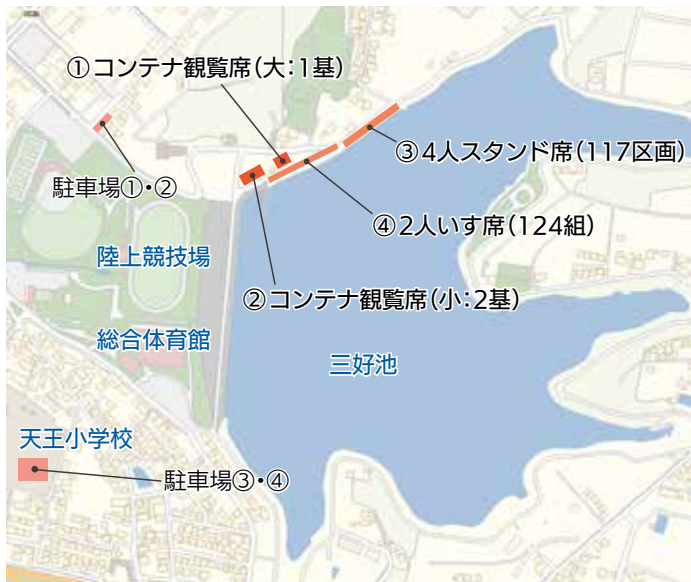 ①コンテナ観覧席（大：1基）
③4人スタンド席（117区画）
駐車場①・②
④2人いす席（124組）
陸上競技場
②コンテナ観覧席（小：2基）
総合体育館
三好池
天王小学校
駐車場③・④